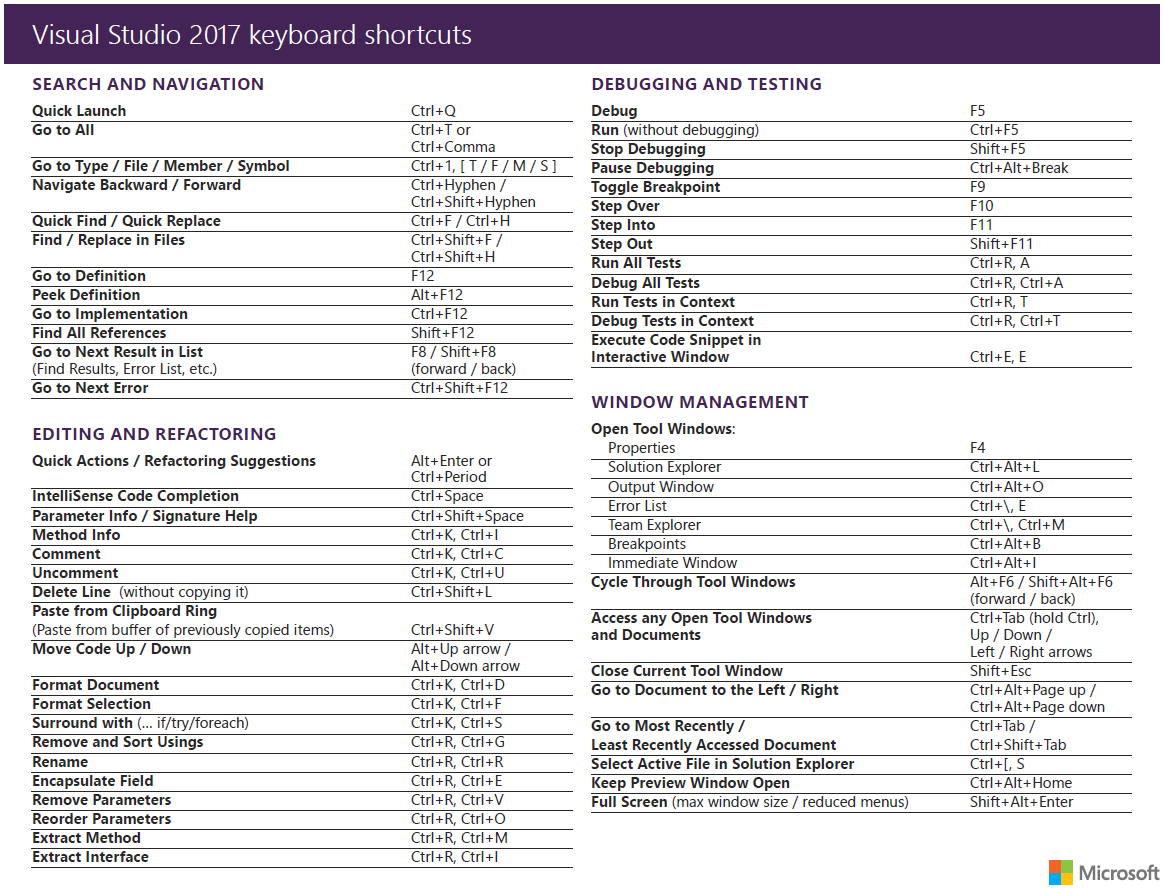 Visual Studio 2017 keyboard shortcuts
SEARCH AND NAVIGATION
Quick Launch Ctrl+Q
Go to All Ctrl+T or
Ctrl+Comma
Go to Type / File / Member / Symbol Ctrl+1, [ T / F / M / S ]
Navigate Backward / Forward Ctrl+Hyphen /
Ctrl+Shift+Hyphen
Quick Find / Quick Replace Ctrl+F / Ctrl+H
Find / Replace in Files Ctrl+Shift+F /
Ctrl+Shift+H
Go to Definition F12
Peek Definition Alt+F12
Go to Implementation Ctrl+F12
Find All References Shift+F12
Go to Next Result in List F8 / Shift+F8
(Find Results, Error List, etc.) (forward / back)
Go to Next Error Ctrl+Shift+F12
EDITING AND REFACTORING
Quick Actions / Refactoring Suggestions Alt+Enter or
Ctrl+Period
IntelliSense Code Completion Ctrl+Space
Parameter Info / Signature Help Ctrl+Shift+Space
Method Info Ctrl+K, Ctrl+I
Comment Ctrl+K, Ctrl+C
Uncomment Ctrl+K, Ctrl+U
Delete Line (without copying it) Ctrl+Shift+L
Paste from Clipboard Ring
(Paste from buffer of previously copied items) Ctrl+Shift+V
Move Code Up / Down Alt+Up arrow /
Alt+Down arrow
Format Document Ctrl+K, Ctrl+D
Format Selection Ctrl+K, Ctrl+F
Surround with (... if/try/foreach) Ctrl+K, Ctrl+S
Remove and Sort Usings Ctrl+R, Ctrl+G
Rename Ctrl+R, Ctrl+R
Encapsulate Field Ctrl+R, Ctrl+E
Remove Parameters Ctrl+R, Ctrl+V
Reorder Parameters Ctrl+R, Ctrl+O
Extract Method Ctrl+R, Ctrl+M
Extract Interface Ctrl+R, Ctrl+I
DEBUGGING AND TESTING
Debug F5
Run (without debugging) Ctrl+F5
Stop Debugging Shift+F5
Pause Debugging Ctrl+Alt+Break
Toggle Breakpoint F9
Step Over F10
Step Into F11
Step Out Shift+F11
Run All Tests Ctrl+R, A
Debug All Tests Ctrl+R, Ctrl+A
Run Tests in Context Ctrl+R, T
Debug Tests in Context Ctrl+R, Ctrl+T
Execute Code Snippet in
Interactive Window Ctrl+E, E
WINDOW MANAGEMENT
Open Tool Windows:
Properties F4
Solution Explorer Ctrl+Alt+L
Output Window Ctrl+Alt+O
Error List Ctrl+\, E
Team Explorer Ctrl+\, Ctrl+M
Breakpoints Ctrl+Alt+B
Immediate Window Ctrl+Alt+I
Cycle Through Tool Windows Alt+F6 / Shift+Alt+F6
(forward / back)
Access any Open Tool Windows Ctrl+Tab (hold Ctrl),
and Documents Up / Down /
Left / Right arrows
Close Current Tool Window Shift+Esc
Go to Document to the Left / Right Ctrl+Alt+Page up /
Ctrl+Alt+Page down
Go to Most Recently / Ctrl+Tab /
Least Recently Accessed Document Ctrl+Shift+Tab
Select Active File in Solution Explorer Ctrl+[, S
Keep Preview Window Open Ctrl+Alt+Home
Full Screen (max window size / reduced menus) Shift+Alt+Enter
Microsoft